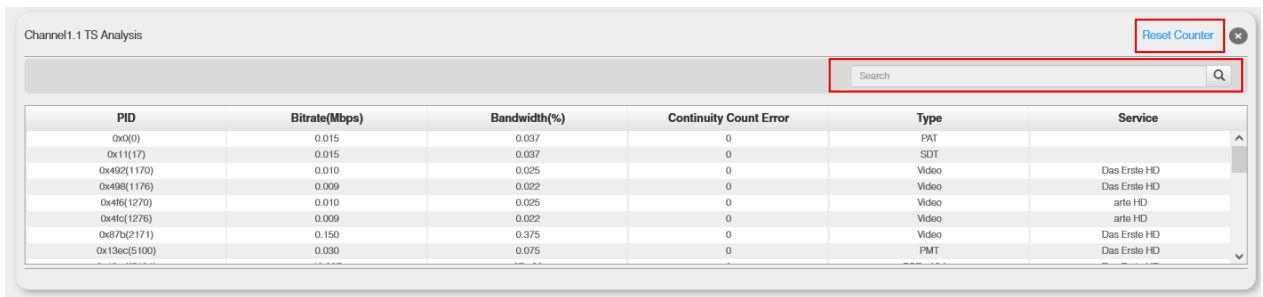 Channel1.1 TS Analysis Reset Counter
Search
PID Bitrate(Mbps) Bandwidth(%) Continuity Count Error Type Service
0x0(0) 0.015 0.037 0 PAT
0x11(17) 0.015 0.037 0 SDT
0x492(1170) 0.010 0.025 0 Video Das Erste HD
0x498(1176) 0.009 0.022 0 Video Das Erste HD
0x4f6(1270) 0.010 0.025 0 Video arte HD
0x4fc(1276) 0.009 0.022 0 Video arte HD
0x87b(2171) 0.150 0.375 0 Video Das Erste HD
0x13ec(5100) 0.030 0.075 0 PMT Das Erste HD